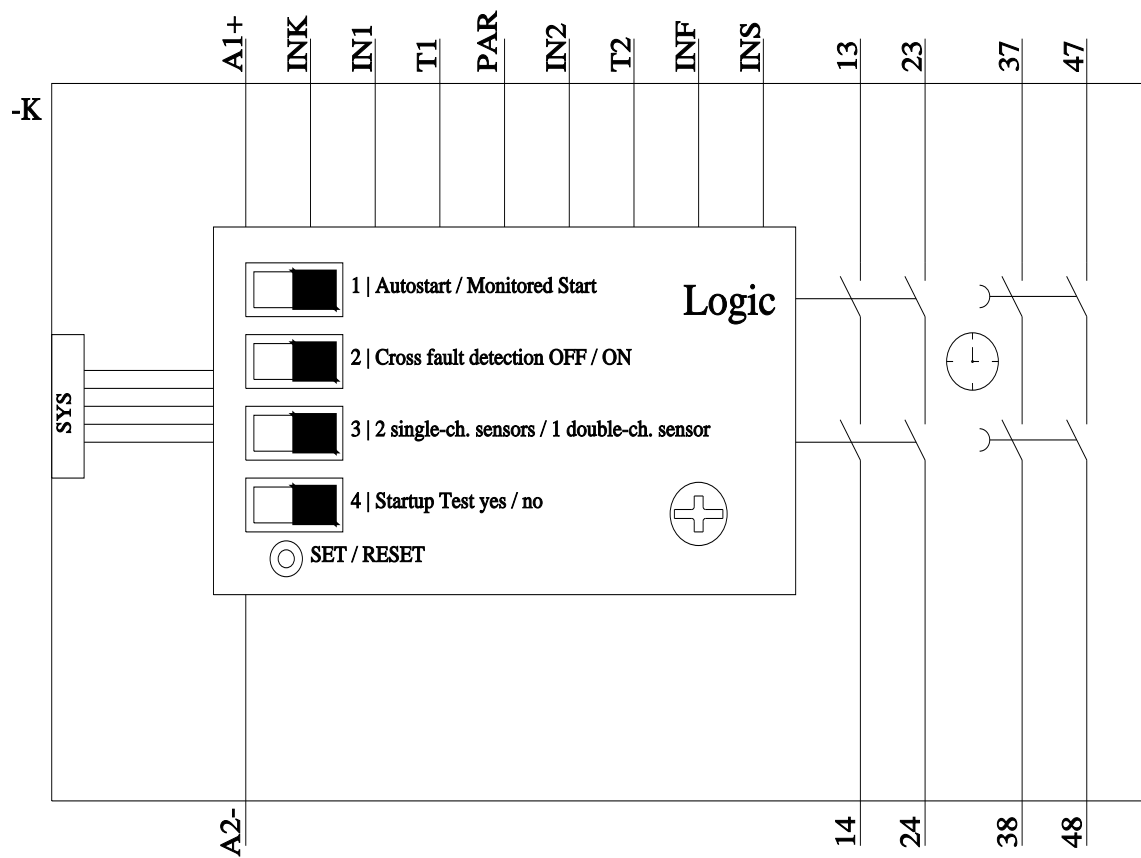 A1+
INK
IN1
T1
PAR
IN2
T2
INF
INS
13
23
37
47
-K
1 | Autostart / Monitored Start
Logic
2 | Cross fault detection OFF / ON
SYS
3 | 2 single-ch. sensors / 1 double-ch. sensor
4 | Startup Test yes / no
SET / RESET
A2-
14
24
38
48